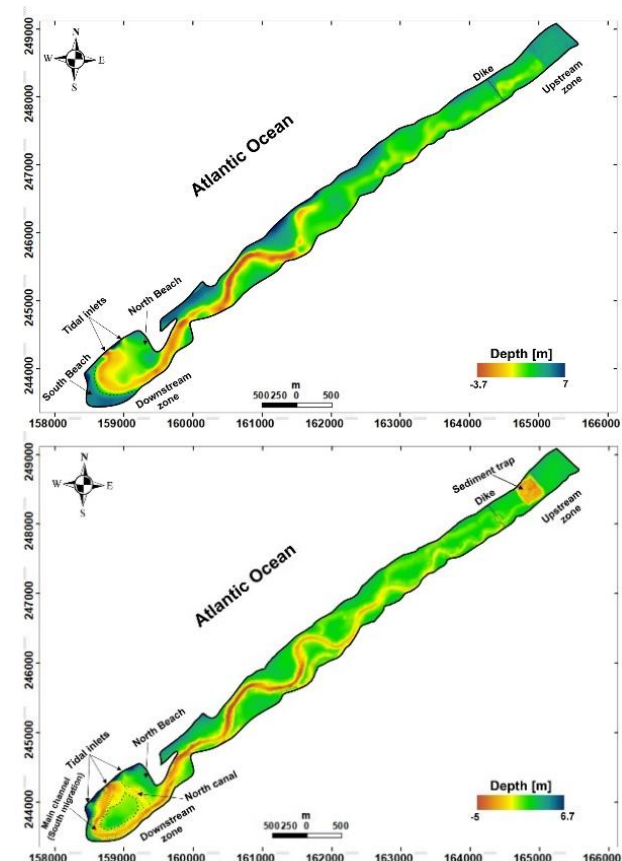 249000
248000
247000
246000
245000
244000
N
W
E
S
Atlantic Ocean
Dike
Upstream
zone
North Beach
Tidal inlets
South Beach
Downstream
zone
Depth [m]
-3.7
7
m
500 250 0 500
158000
159000
160000
161000
162000
163000
164000
165000
166000
249000
248000
247000
246000
245000
244000
N
W
E
S
Atlantic Ocean
Sediment trap
Dike
Upstream
zone
North Beach
Tidal inlets
Main channel
(South migration)
North canal
Downstream
zone
Depth [m]
-5
6.7
m
500 250 0 500
158000
159000
160000
161000
162000
163000
164000
165000
166000